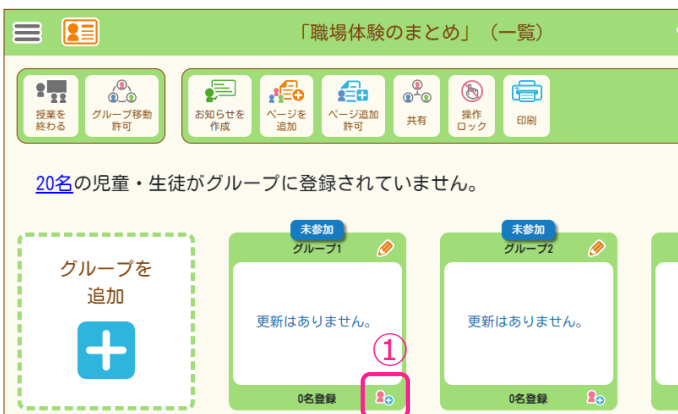 「職場体験のまとめ」（一覧）
授業を
終わる
グループ移動
許可
お知らせを
作成
ページを
追加
ページ追加
許可
共有
操作
ロック
印刷
20名の児童・生徒がグループに登録されていません。
グループを
追加
未参加
グループ1
更新はありません。
①
0名登録
未参加
グループ2
更新はありません。
0名登録